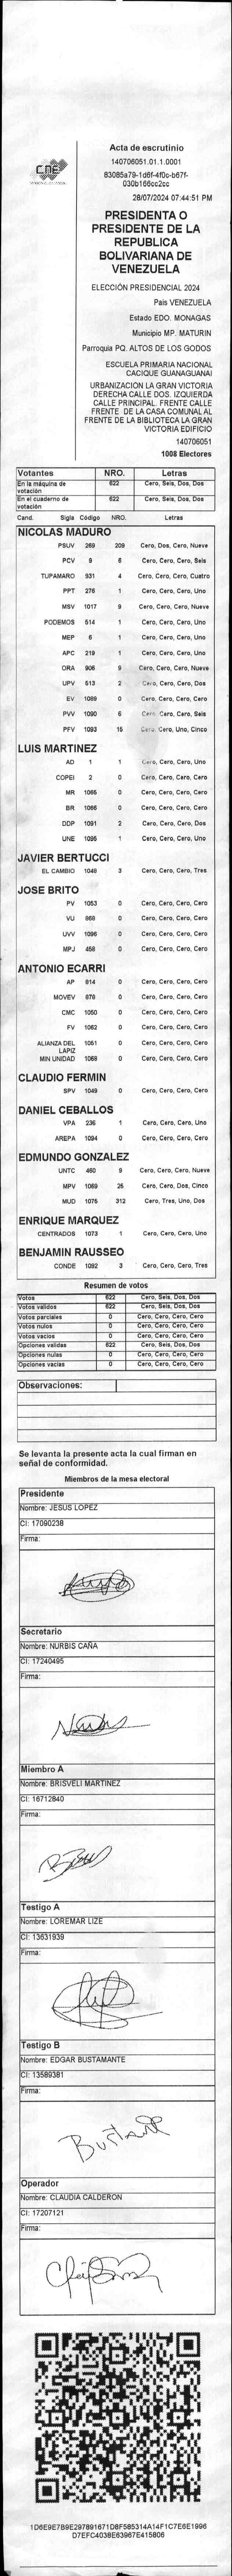 Acta de escrutinio
140706051.01.1.0001
83085a79-1d6f-4f0c-b67f-
030b166cc2cc
28/07/2024 07:44:51 PM
CNE
PRESIDENTA O
PRESIDENTE DE LA
REPUBLICA
BOLIVARIANA DE
VENEZUELA
ELECCIÓN PRESIDENCIAL 2024
Pais VENEZUELA
Estado EDO. MONAGAS
Municipio MP. MATURIN
Parroquia PQ. ALTOS DE LOS GODOS
ESCUELA PRIMARIA NACIONAL
CACIQUE GUANAGUANAI
URBANIZACION LA GRAN VICTORIA
DERECHA CALLE DOS. IZQUIERDA
CALLE PRINCIPAL. FRENTE CALLE
FRENTE DE LA CASA COMUNAL AL
FRENTE DE LA BIBLIOTECA LA GRAN
VICTORIA EDIFICIO
140706051
1008 Electores
Votantes NRO. Letras
En la máquina de votación 622 Cero, Seis, Dos, Dos
En el cuaderno de votación 622 Cero, Seis, Dos, Dos
Cand. Sigla Código NRO. Letras
NICOLAS MADURO
PSUV 269 209 Cero, Dos, Cero, Nueve
PCV 9 6 Cero, Cero, Cero, Seis
TUPAMARO 931 4 Cero, Cero, Cero, Cuatro
PPT 276 1 Cero, Cero, Cero, Uno
MSV 1017 9 Cero, Cero, Cero, Nueve
PODEMOS 514 1 Cero, Cero, Cero, Uno
MEP 6 1 Cero, Cero, Cero, Uno
APC 219 1 Cero, Cero, Cero, Uno
ORA 906 9 Cero, Cero, Cero, Nueve
UPV 513 2 Cero, Cero, Cero, Dos
EV 1089 0 Cero, Cero, Cero, Cero
PVV 1090 6 Cero, Cero, Cero, Seis
PFV 1093 15 Cero, Cero, Uno, Cinco
LUIS MARTINEZ
AD 1 1 Cero, Cero, Cero, Uno
COPEI 2 0 Cero, Cero, Cero, Cero
MR 1065 0 Cero, Cero, Cero, Cero
BR 1066 0 Cero, Cero, Cero, Cero
DDP 1091 2 Cero, Cero, Cero, Dos
UNE 1095 1 Cero, Cero, Cero, Uno
JAVIER BERTUCCI
EL CAMBIO 1048 3 Cero, Cero, Cero, Tres
JOSE BRITO
PV 1053 0 Cero, Cero, Cero, Cero
VU 868 0 Cero, Cero, Cero, Cero
UVV 1096 0 Cero, Cero, Cero, Cero
MPJ 458 0 Cero, Cero, Cero, Cero
ANTONIO ECARRI
AP 914 0 Cero, Cero, Cero, Cero
MOVEV 878 0 Cero, Cero, Cero, Cero
CMC 1050 0 Cero, Cero, Cero, Cero
FV 1062 0 Cero, Cero, Cero, Cero
ALIANZA DEL LAPIZ 1051 0 Cero, Cero, Cero, Cero
MIN UNIDAD 1068 0 Cero, Cero, Cero, Cero
CLAUDIO FERMIN
SPV 1049 0 Cero, Cero, Cero, Cero
DANIEL CEBALLOS
VPA 236 1 Cero, Cero, Cero, Uno
AREPA 1094 0 Cero, Cero, Cero, Cero
EDMUNDO GONZALEZ
UNTC 460 9 Cero, Cero, Cero, Nueve
MPV 1069 25 Cero, Cero, Dos, Cinco
MUD 1075 312 Cero, Tres, Uno, Dos
ENRIQUE MARQUEZ
CENTRADOS 1073 1 Cero, Cero, Cero, Uno
BENJAMIN RAUSSEO
CONDE 1082 3 Cero, Cero, Cero, Tres
Resumen de votos
Votos 622 Cero, Seis, Dos, Dos
Votos validos 622 Cero, Seis, Dos, Dos
Votos parciales 0 Cero, Cero, Cero, Cero
Votos nulos 0 Cero, Cero, Cero, Cero
Votos vacios 0 Cero, Cero, Cero, Cero
Opciones validas 622 Cero, Seis, Dos, Dos
Opciones nulas 0 Cero, Cero, Cero, Cero
Opciones vacias 0 Cero, Cero, Cero, Cero
Observaciones:
Se levanta la presente acta la cual firman en
señal de conformidad.
Miembros de la mesa electoral
Presidente
Nombre: JESUS LOPEZ
CI: 17090238
Firma:
Secretario
Nombre: NURBIS CAÑA
CI: 17240495
Firma:
Miembro A
Nombre: BRISVELI MARTINEZ
CI: 16712840
Firma:
Testigo A
Nombre: LOREMAR LIZE
CI: 13631939
Firma:
Testigo B
Nombre: EDGAR BUSTAMANTE
CI: 13589381
Firma:
Operador
Nombre: CLAUDIA CALDERON
CI: 17207121
Firma:
1D6E9E7B9E297891671D8F585314A14F1C7E6E1996
D7EFC4038E63967E415806